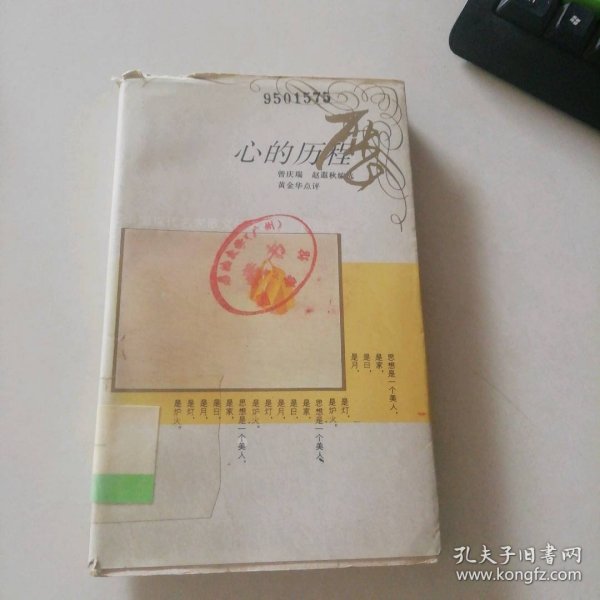 9501575
心的历程
曾庆瑞 赵遐秋编
黄金华点评
思想是一个美人,
是家,
是日,
是月,
是灯,
是炉火,
思想是一个美人,
是家,
是日,
是月,
是灯,
是炉火。
思想是一个美人,
是家,
是日,
是月,
是灯,
是炉火。
孔夫子旧书网
www.kongfz.com